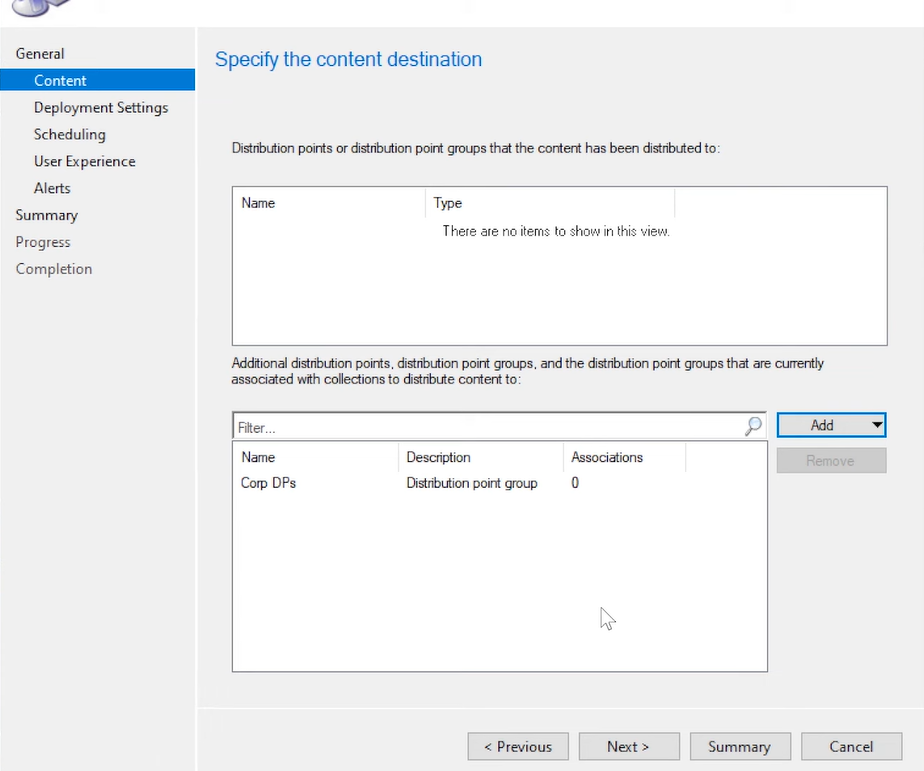 General
Content
Deployment Settings
Scheduling
User Experience
Alerts
Summary
Progress
Completion
Specify the content destination
Distribution points or distribution point groups that the content has been distributed to:
Name Type
There are no items to show in this view.
Additional distribution points, distribution point groups, and the distribution point groups that are currently
associated with collections to distribute content to:
Filter...
Add
Remove
Name Description Associations
Corp DPs Distribution point group 0
< Previous Next > Summary Cancel